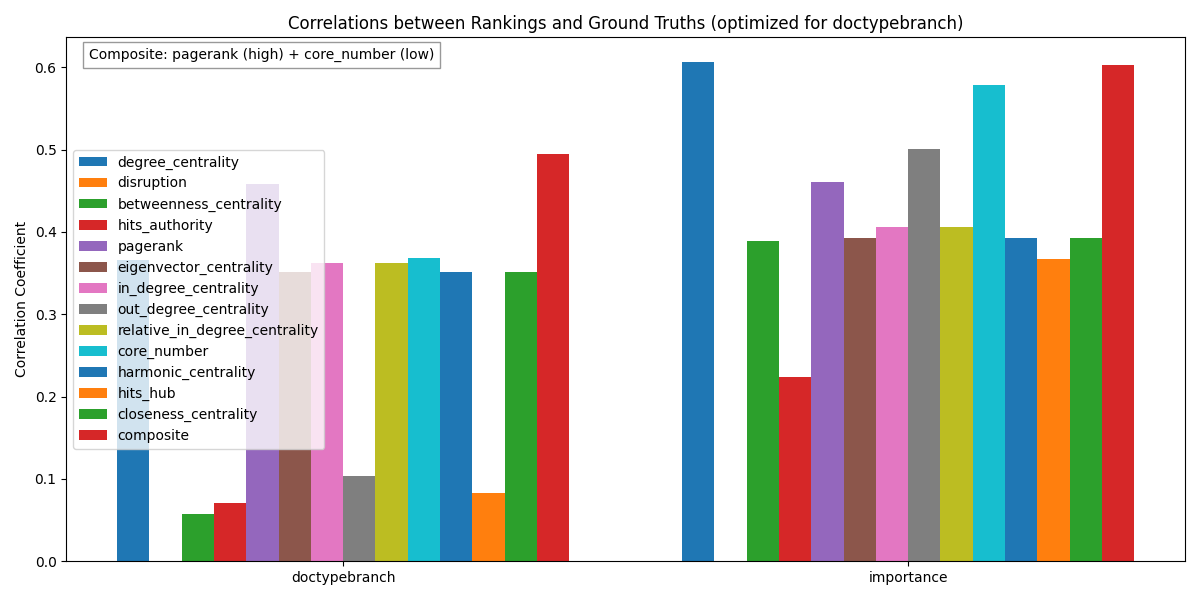 Correlations between Rankings and Ground Truths (optimized for doctypebranch)
Composite: pagerank (high) + core_number (low)
Correlation Coefficient
0.6
0.5
0.4
0.3
0.2
0.1
0.0
degree_centrality
disruption
betweenness_centrality
hits_authority
pagerank
eigenvector_centrality
in_degree_centrality
out_degree_centrality
relative_in_degree_centrality
core_number
harmonic_centrality
hits_hub
closeness_centrality
composite
doctypebranch
importance